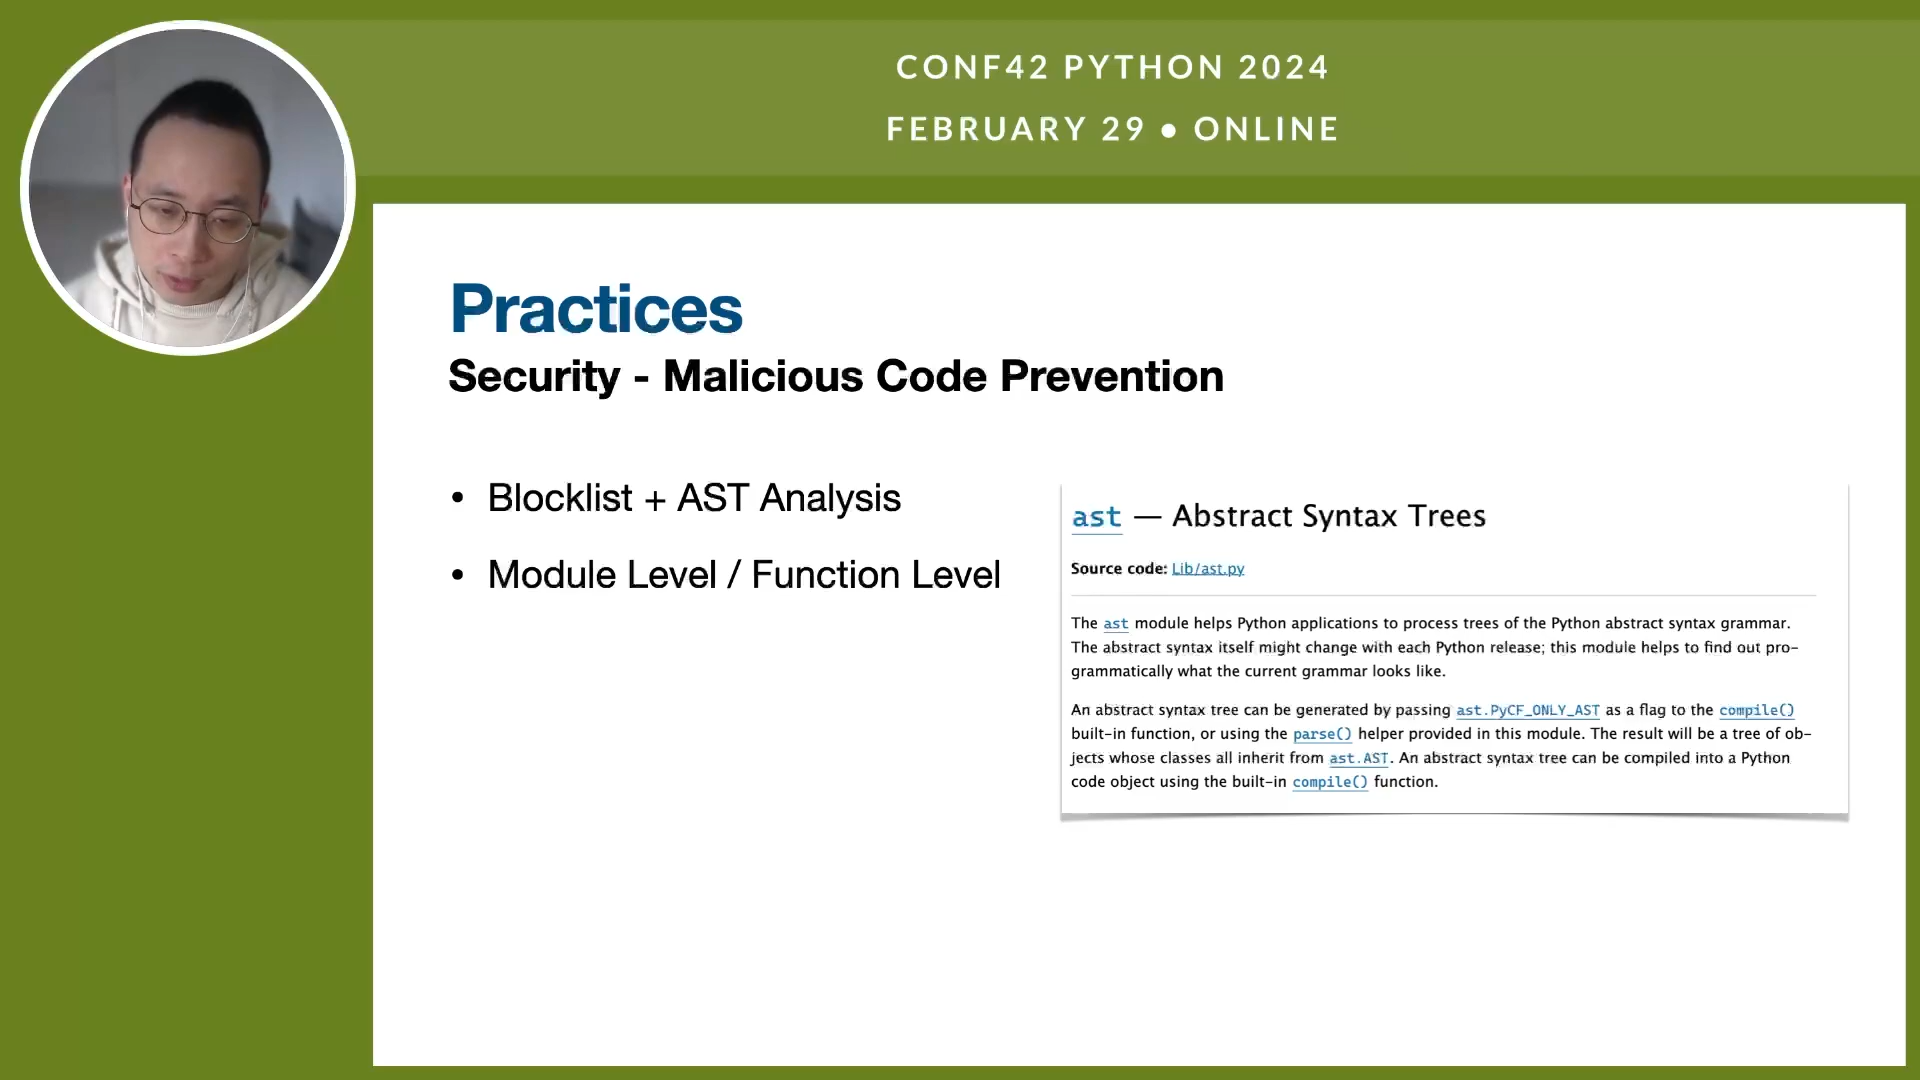 CONF42 PYTHON 2024
FEBRUARY 29 ● ONLINE
Practices
Security - Malicious Code Prevention
• Blocklist + AST Analysis
• Module Level / Function Level
ast — Abstract Syntax Trees
Source code: Lib/ast.py
The ast module helps Python applications to process trees of the Python abstract syntax grammar.
The abstract syntax itself might change with each Python release; this module helps to find out pro-
grammatically what the current grammar looks like.
An abstract syntax tree can be generated by passing ast.PyCF_ONLY_AST as a flag to the compile()
built-in function, or using the parse() helper provided in this module. The result will be a tree of ob-
jects whose classes all inherit from ast.AST. An abstract syntax tree can be compiled into a Python
code object using the built-in compile() function.